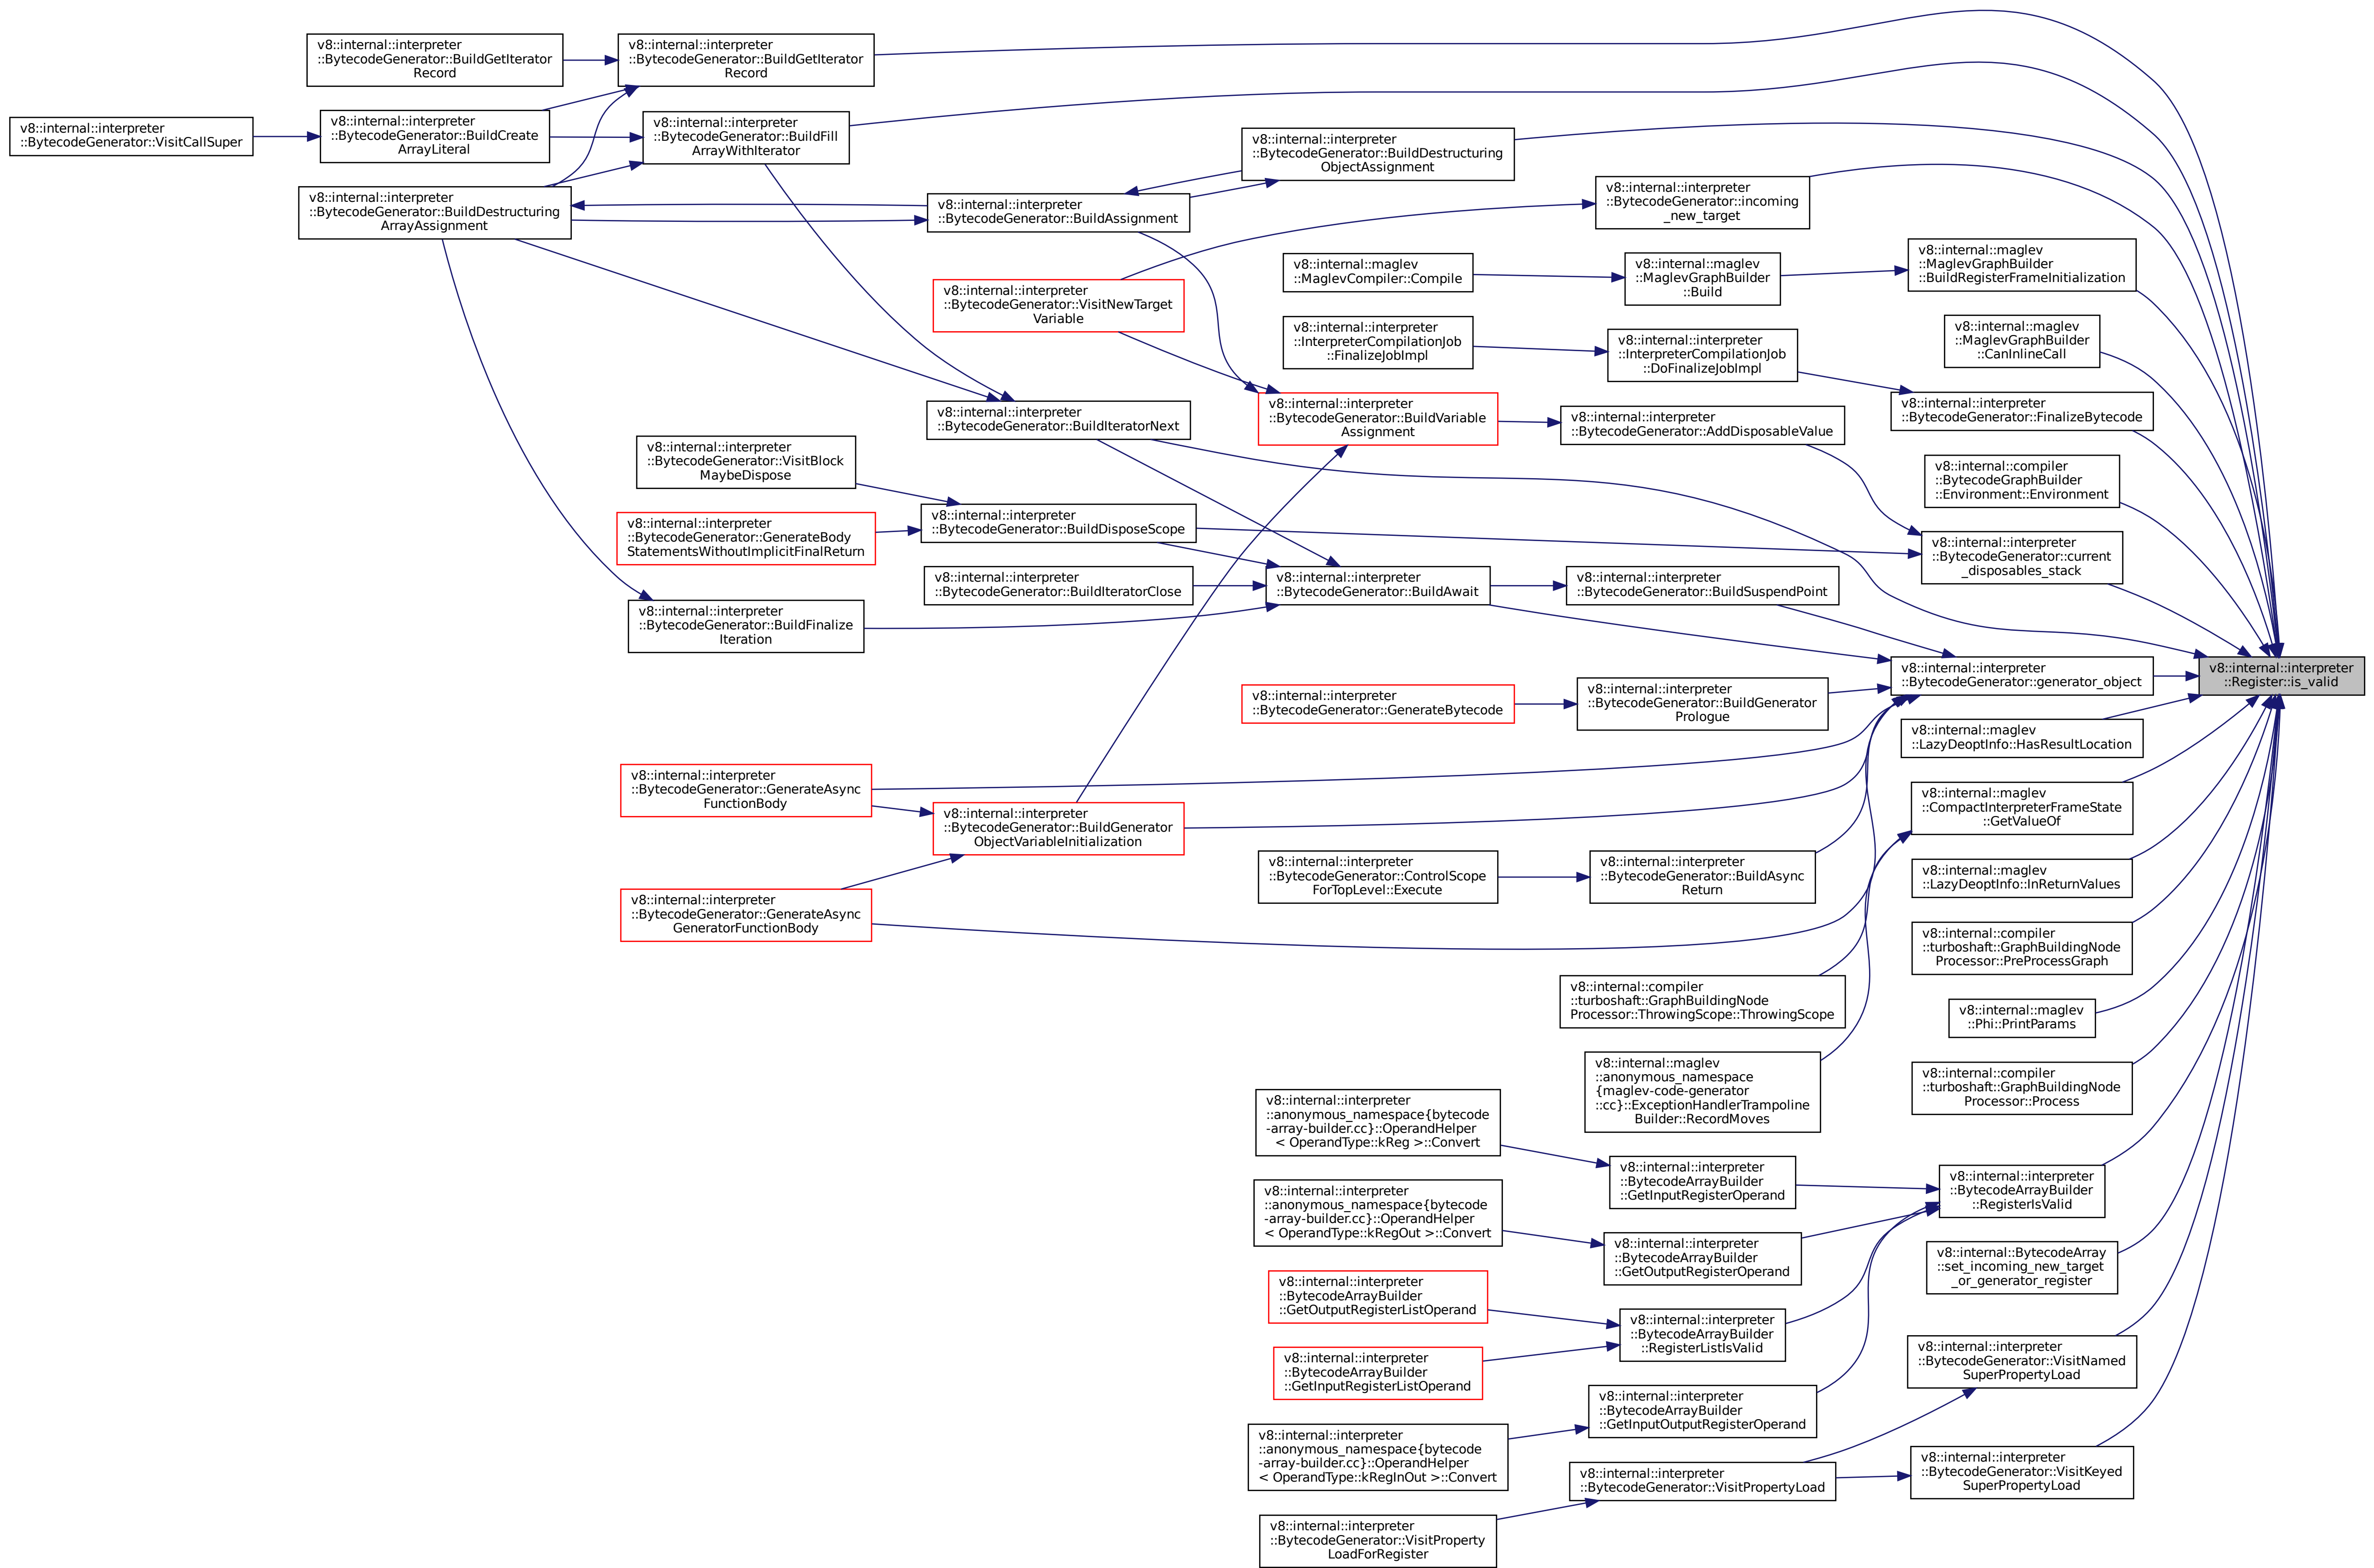 v8::internal::interpreter
::BytecodeGenerator::BuildGetIterator
Record
v8::internal::interpreter
::BytecodeGenerator::BuildGetIterator
Record
v8::internal::interpreter
::BytecodeGenerator::VisitCallSuper
v8::internal::interpreter
::BytecodeGenerator::BuildCreate
ArrayLiteral
v8::internal::interpreter
::BytecodeGenerator::BuildFill
ArrayWithIterator
v8::internal::interpreter
::BytecodeGenerator::BuildDestructuring
ObjectAssignment
v8::internal::interpreter
::BytecodeGenerator::BuildDestructuring
ArrayAssignment
v8::internal::interpreter
::BytecodeGenerator::BuildAssignment
v8::internal::interpreter
::BytecodeGenerator::incoming
_new_target
v8::internal::interpreter
::BytecodeGenerator::VisitNewTarget
Variable
v8::internal::maglev
::MaglevCompiler::Compile
v8::internal::maglev
::MaglevGraphBuilder
::Build
v8::internal::maglev
::MaglevGraphBuilder
::BuildRegisterFrameInitialization
v8::internal::interpreter
::InterpreterCompilationJob
::FinalizeJobImpl
v8::internal::interpreter
::InterpreterCompilationJob
::DoFinalizeJobImpl
v8::internal::maglev
::MaglevGraphBuilder
::CanInlineCall
v8::internal::interpreter
::BytecodeGenerator::BuildIteratorNext
v8::internal::interpreter
::BytecodeGenerator::BuildVariable
Assignment
v8::internal::interpreter
::BytecodeGenerator::AddDisposableValue
v8::internal::interpreter
::BytecodeGenerator::FinalizeBytecode
v8::internal::interpreter
::BytecodeGenerator::VisitBlock
MaybeDispose
v8::internal::compiler
::BytecodeGraphBuilder
::Environment::Environment
v8::internal::interpreter
::BytecodeGenerator::GenerateBody
StatementsWithoutImplicitFinalReturn
v8::internal::interpreter
::BytecodeGenerator::BuildDisposeScope
v8::internal::interpreter
::BytecodeGenerator::current
_disposables_stack
v8::internal::interpreter
::BytecodeGenerator::BuildIteratorClose
v8::internal::interpreter
::BytecodeGenerator::BuildAwait
v8::internal::interpreter
::BytecodeGenerator::BuildSuspendPoint
v8::internal::interpreter
::BytecodeGenerator::BuildFinalize
Iteration
v8::internal::interpreter
::BytecodeGenerator::generator_object
v8::internal::interpreter
::Register::is_valid
v8::internal::interpreter
::BytecodeGenerator::GenerateBytecode
v8::internal::interpreter
::BytecodeGenerator::BuildGenerator
Prologue
v8::internal::maglev
::LazyDeoptInfo::HasResultLocation
v8::internal::interpreter
::BytecodeGenerator::GenerateAsync
FunctionBody
v8::internal::interpreter
::BytecodeGenerator::BuildGenerator
ObjectVariableInitialization
v8::internal::maglev
::CompactInterpreterFrameState
::GetValueOf
v8::internal::interpreter
::BytecodeGenerator::ControlScope
ForTopLevel::Execute
v8::internal::interpreter
::BytecodeGenerator::BuildAsync
Return
v8::internal::maglev
::LazyDeoptInfo::InReturnValues
v8::internal::interpreter
::BytecodeGenerator::GenerateAsync
GeneratorFunctionBody
v8::internal::compiler
::turboshaft::GraphBuildingNode
Processor::PreProcessGraph
v8::internal::compiler
::turboshaft::GraphBuildingNode
Processor::ThrowingScope::ThrowingScope
v8::internal::maglev
::Phi::PrintParams
v8::internal::maglev
::anonymous_namespace
{maglev-code-generator
::cc}::ExceptionHandlerTrampoline
Builder::RecordMoves
v8::internal::compiler
::turboshaft::GraphBuildingNode
Processor::Process
v8::internal::interpreter
::anonymous_namespace{bytecode
-array-builder.cc}::OperandHelper
< OperandType::kReg >::Convert
v8::internal::interpreter
::BytecodeArrayBuilder
::GetInputRegisterOperand
v8::internal::interpreter
::BytecodeArrayBuilder
::RegisterIsValid
v8::internal::interpreter
::anonymous_namespace{bytecode
-array-builder.cc}::OperandHelper
< OperandType::kRegOut >::Convert
v8::internal::interpreter
::BytecodeArrayBuilder
::GetOutputRegisterOperand
v8::internal::BytecodeArray
::set_incoming_new_target
_or_generator_register
v8::internal::interpreter
::BytecodeArrayBuilder
::GetOutputRegisterListOperand
v8::internal::interpreter
::BytecodeArrayBuilder
::RegisterListIsValid
v8::internal::interpreter
::BytecodeArrayBuilder
::GetInputRegisterListOperand
v8::internal::interpreter
::BytecodeGenerator::VisitNamed
SuperPropertyLoad
v8::internal::interpreter
::BytecodeArrayBuilder
::GetInputOutputRegisterOperand
v8::internal::interpreter
::anonymous_namespace{bytecode
-array-builder.cc}::OperandHelper
< OperandType::kRegInOut >::Convert
v8::internal::interpreter
::BytecodeGenerator::VisitPropertyLoad
v8::internal::interpreter
::BytecodeGenerator::VisitKeyed
SuperPropertyLoad
v8::internal::interpreter
::BytecodeGenerator::VisitProperty
LoadForRegister